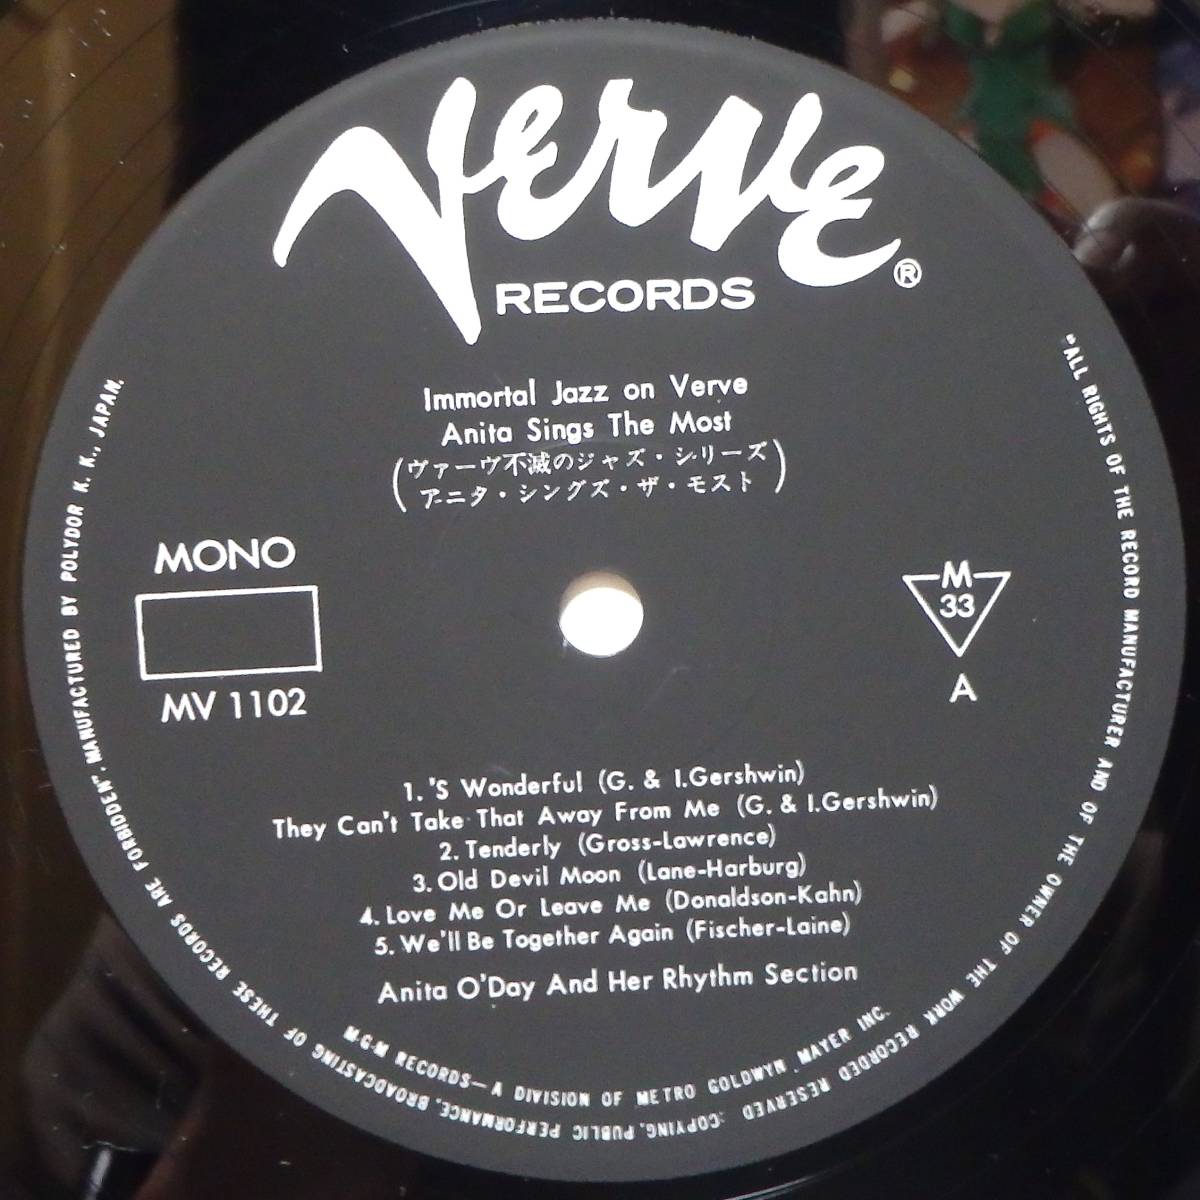 Verve
RECORDS ®
Immortal Jazz on Verve
Anita Sings The Most
(ヴァーヴ不滅のジャズ・シリーズ
アニタ・シングズ・ザ・モスト)
MONO
MV 1102
M
33
A
1. 'S Wonderful (G. & I.Gershwin)
They Can't Take That Away From Me (G. & I.Gershwin)
2. Tenderly (Gross-Lawrence)
3. Old Devil Moon (Lane-Harburg)
4. Love Me Or Leave Me (Donaldson-Kahn)
5. We'll Be Together Again (Fischer-Laine)
Anita O'Day And Her Rhythm Section
M·G·M RECORDS—A DIVISION OF METRO GOLDWYN MAYER INC.
"ALL RIGHTS OF THE RECORD MANUFACTURER AND OF THE OWNER OF THE WORK RECORDED RESERVED :COPYING, PUBLIC PERFORMANCE, BROADCASTING OF THESE RECORDS ARE FORBIDDEN". MANUFACTURED BY POLYDOR K. K., JAPAN.